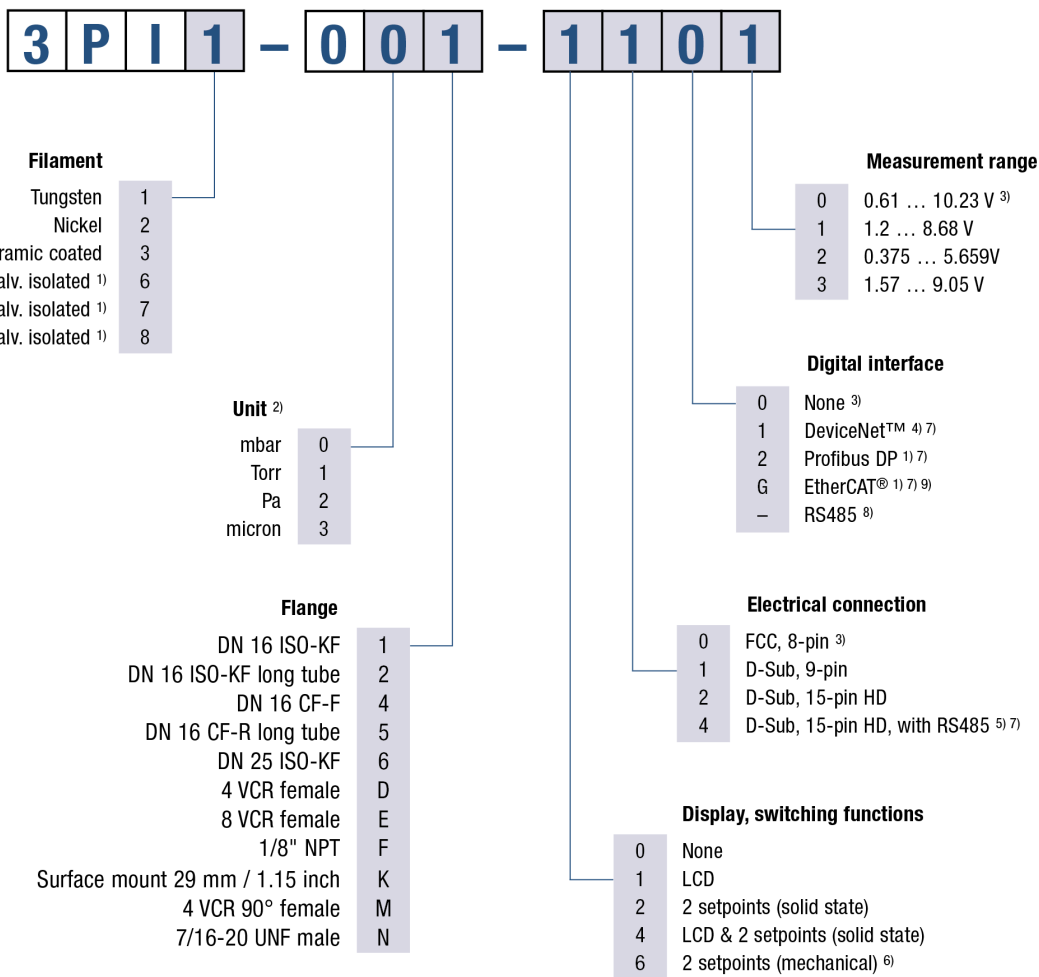 3PI1 – 001 – 1101
Filament
Tungsten 1
Nickel 2
coated 3
isolated 1) 6
isolated 1) 7
isolated 1) 8
Measurement range
0 0.61 … 10.23 V 3)
1 1.2 … 8.68 V
2 0.375 … 5.659V
3 1.57 … 9.05 V
Digital interface
0 None 3)
1 DeviceNet™ 4) 7)
2 Profibus DP 1) 7)
G EtherCAT® 1) 7) 9)
– RS485 8)
Unit 2)
mbar 0
Torr 1
Pa 2
micron 3
Flange
DN 16 ISO-KF 1
DN 16 ISO-KF long tube 2
DN 16 CF-F 4
DN 16 CF-R long tube 5
DN 25 ISO-KF 6
4 VCR female D
8 VCR female E
1/8" NPT F
Surface mount 29 mm / 1.15 inch K
4 VCR 90° female M
7/16-20 UNF male N
Electrical connection
0 FCC, 8-pin 3)
1 D-Sub, 9-pin
2 D-Sub, 15-pin HD
4 D-Sub, 15-pin HD, with RS485 5) 7)
Display, switching functions
0 None
1 LCD
2 2 setpoints (solid state)
4 LCD & 2 setpoints (solid state)
6 2 setpoints (mechanical) 6)